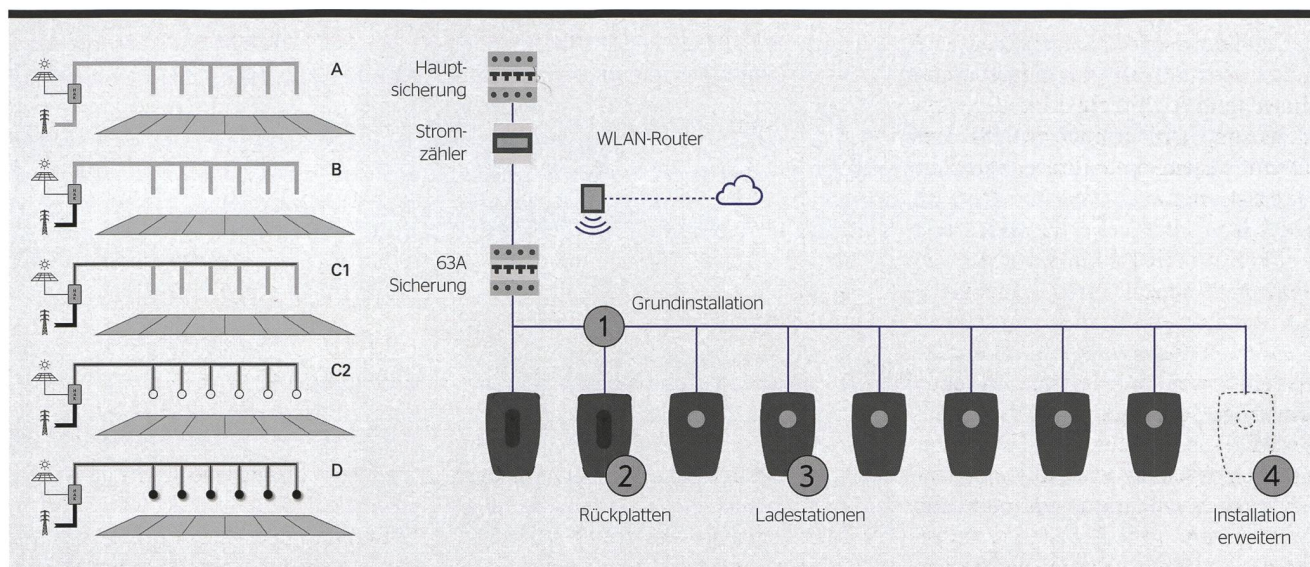 A
B
C1
C2
D
Haupt-
sicherung
Strom-
zähler
WLAN-Router
63A
Sicherung
Grundinstallation
1
2
3
4
Rückplatten
Ladestationen
Installation
erweitern